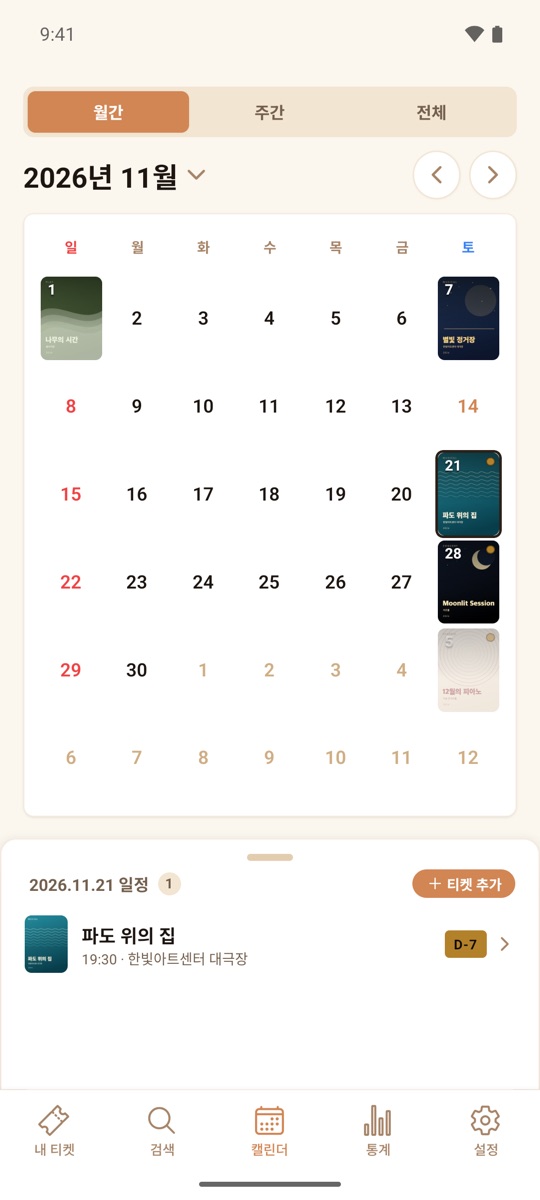 9:41
월간 주간 전체
2026년 11월
일 월 화 수 목 금 토
1 2 3 4 5 6 7
나무의 시간
별빛 정거장
8 9 10 11 12 13 14
15 16 17 18 19 20 21
파도 위의 집
22 23 24 25 26 27 28
Moonlit Session
29 30 1 2 3 4 5
12월의 피아노
6 7 8 9 10 11 12
2026.11.21 일정 1
+ 티켓 추가
파도 위의 집
파도 위의 집
19:30 · 한빛아트센터 대극장
D-7
내 티켓 검색 캘린더 통계 설정